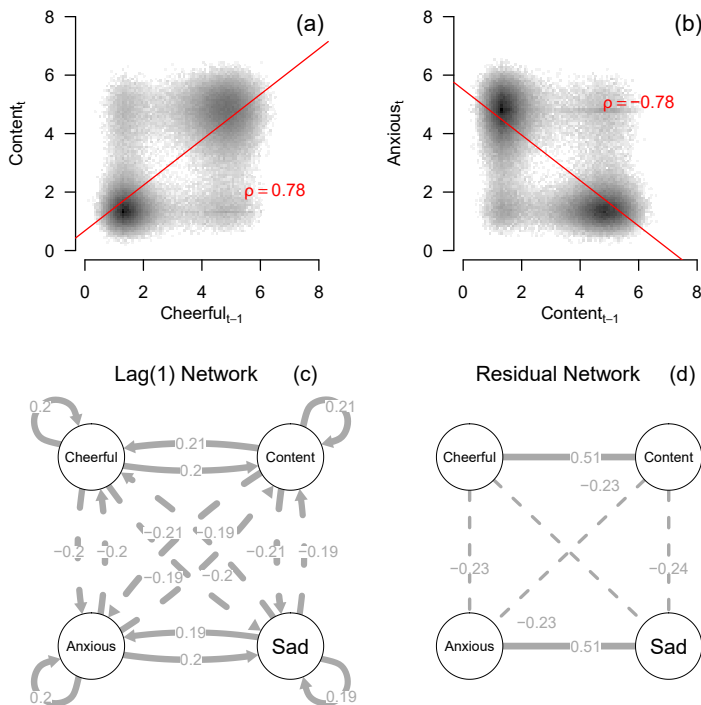 (a)
8
6
4
2
0
Content t
ρ = 0.78
0 2 4 6 8
Cheerful t−1
(b)
8
6
4
2
0
Anxious t
ρ = −0.78
0 2 4 6 8
Content t−1
Lag(1) Network (c)
0.2 0.21
Cheerful 0.21 Content
0.2
−0.21 −0.19
−0.2 −0.2 −0.21 −0.19
−0.19 −0.2
Anxious 0.19 Sad
0.2
0.2 0.19
Residual Network (d)
Cheerful 0.51 Content
−0.23
−0.23 −0.24
−0.23
Anxious 0.51 Sad